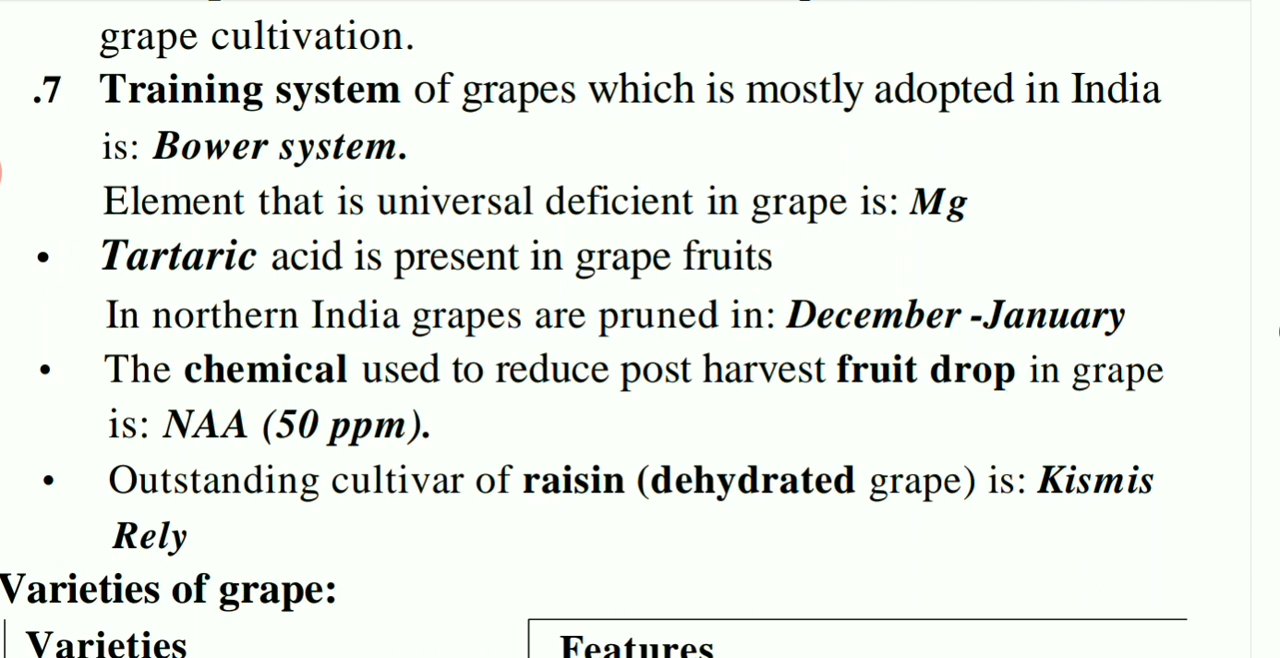 grape cultivation.
.7 Training system of grapes which is mostly adopted in India
is: Bower system.
Element that is universal deficient in grape is: Mg
• Tartaric acid is present in grape fruits
In northern India grapes are pruned in: December -January
• The chemical used to reduce post harvest fruit drop in grape
is: NAA (50 ppm).
• Outstanding cultivar of raisin (dehydrated grape) is: Kismis
Rely
Varieties of grape:
Varieties Features